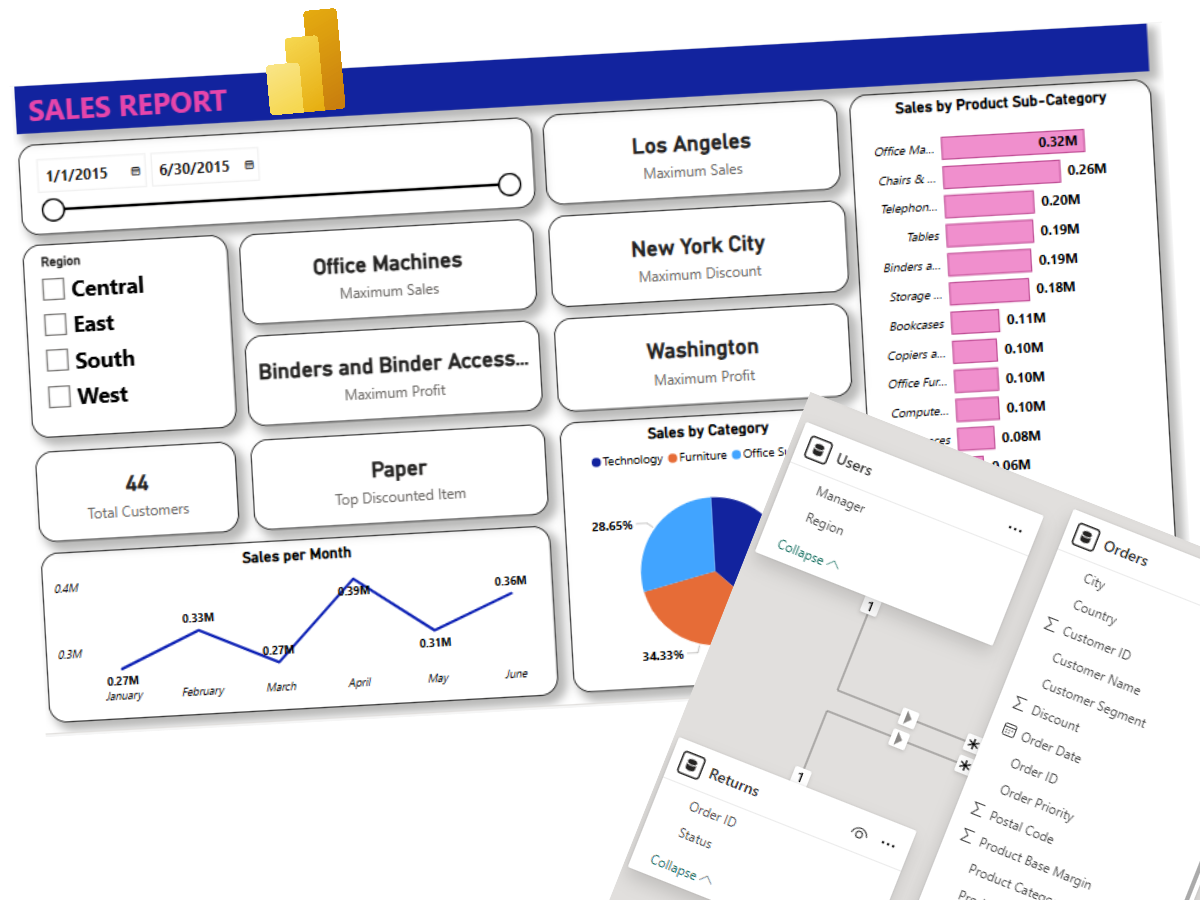 SALES REPORT
1/1/2015
6/30/2015
Region
Central
East
South
West
Office Machines
Maximum Sales
Binders and Binder Access...
Maximum Profit
44
Total Customers
Paper
Top Discounted Item
Los Angeles
Maximum Sales
New York City
Maximum Discount
Washington
Maximum Profit
Sales per Month
0.4M
0.3M
0.27M
0.33M
0.27M
0.39M
0.31M
0.36M
January
February
March
April
May
June
Sales by Category
Technology
Furniture
Office
28.65%
34.33%
Sales by Product Sub-Category
Office Ma... 0.32M
Chairs & ... 0.26M
Telephon... 0.20M
Tables 0.19M
Binders a... 0.19M
Storage ... 0.18M
Bookcases 0.11M
Copiers a... 0.10M
Office Fur... 0.10M
Compute... 0.10M
0.08M
0.06M
Users
Manager
Region
Collapse
1
Returns
Order ID
Status
Collapse
1
*
*
Orders
City
Country
Σ Customer ID
Customer Name
Customer Segment
Σ Discount
Order Date
Order ID
Order Priority
Σ Postal Code
Σ Product Base Margin
Product Catego